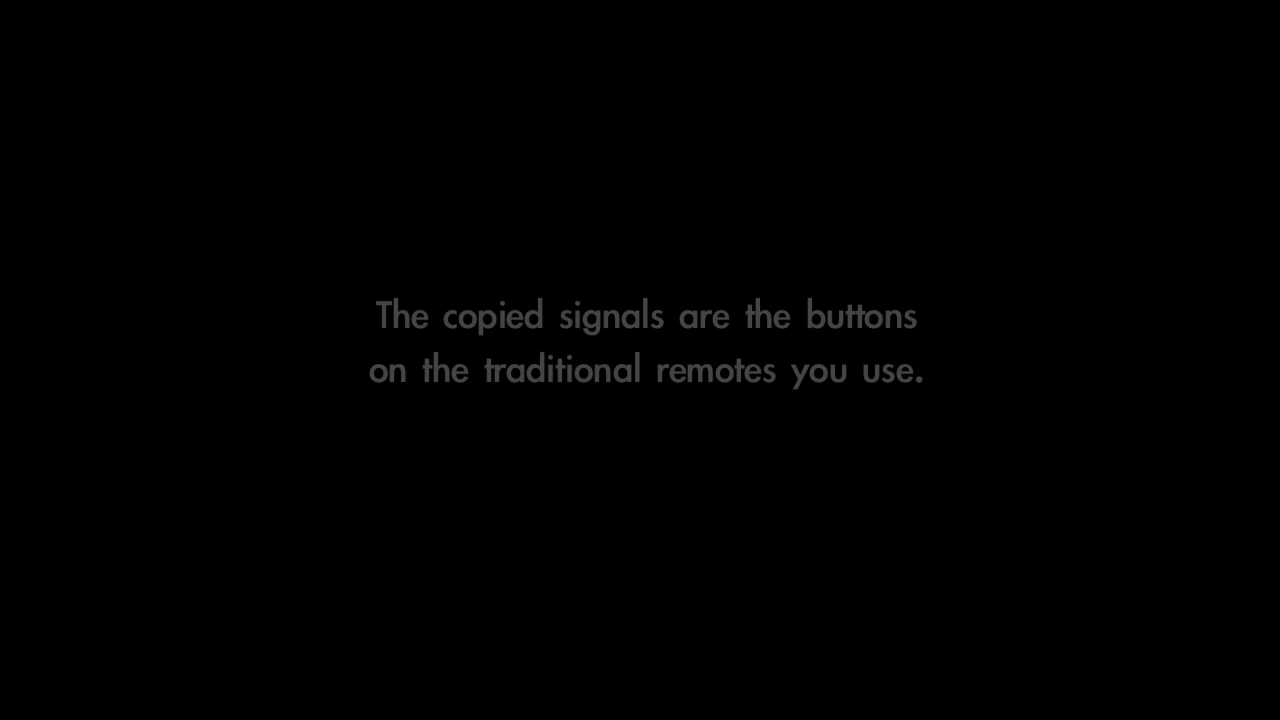 The copied signals are the buttons
on the traditional remotes you use.